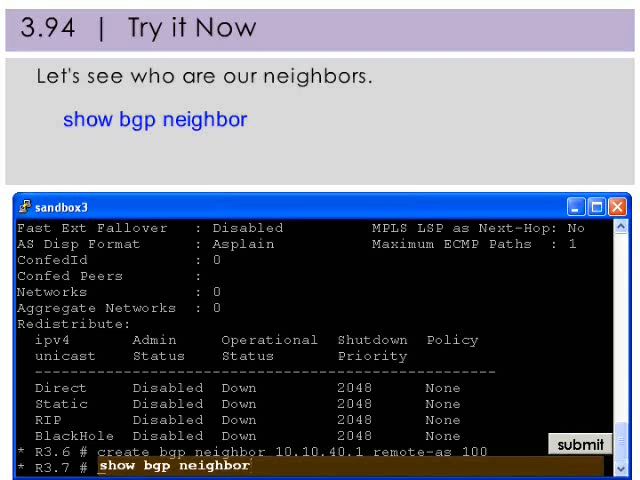 3.94 | Try it Now
Let's see who are our neighbors.
show bgp neighbor
sandbox3
Fast Ext Fallover : Disabled MPLS LSP as Next-Hop: No
AS Disp Format : Asplain Maximum ECMP Paths : 1
ConfedId : 0
Confed Peers :
Networks : 0
Aggregate Networks : 0
Redistribute:
ipv4 Admin Operational Shutdown Policy
unicast Status Status Priority
----------------------------------------------------
Direct Disabled Down 2048 None
Static Disabled Down 2048 None
RIP Disabled Down 2048 None
BlackHole Disabled Down 2048 None
* R3.6 # create bgp neighbor 10.10.40.1 remote-as 100
submit
* R3.7 # show bgp neighbor